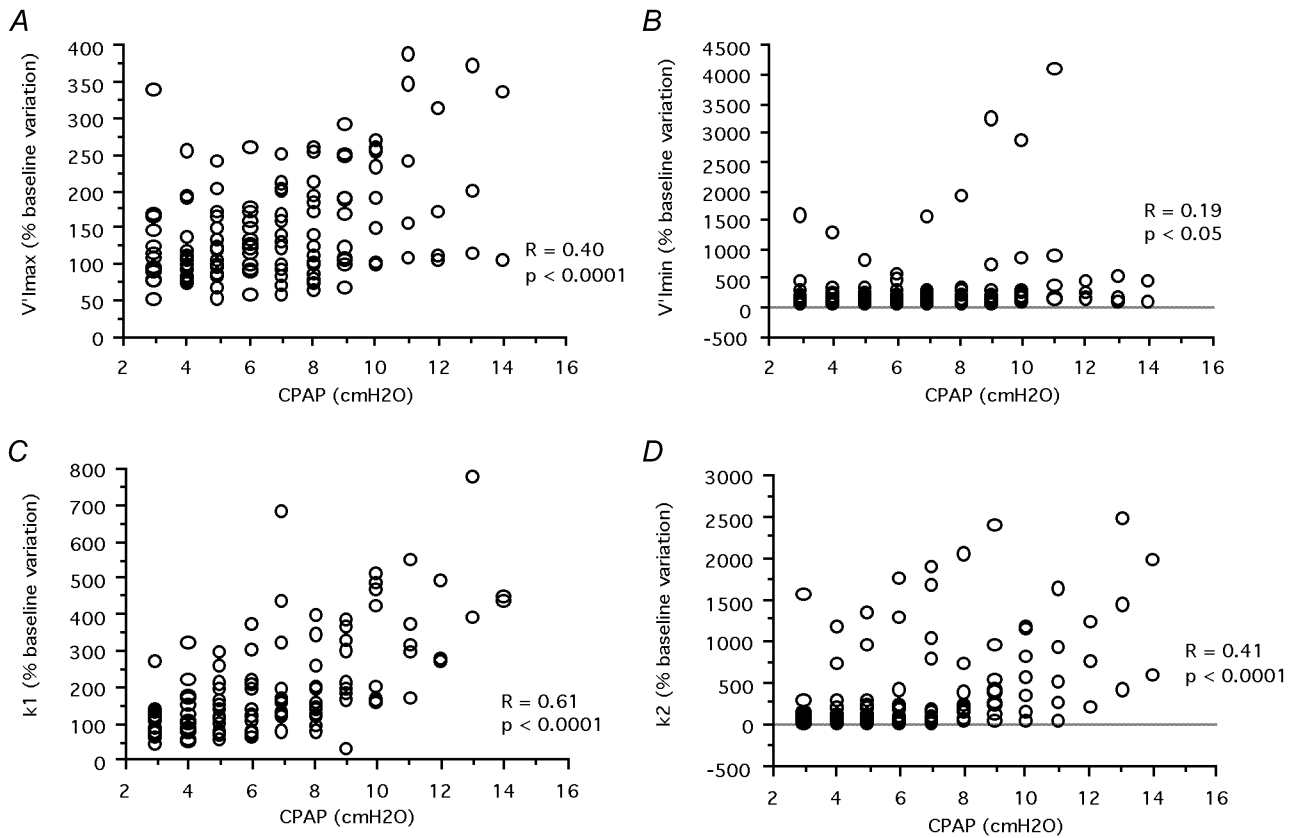 A
V'Imax (% baseline variation)
400
350
300
250
200
150
100
50
0
2 4 6 8 10 12 14 16
CPAP (cmH2O)
R = 0.40
p < 0.0001
B
V'Imin (% baseline variation)
4500
4000
3500
3000
2500
2000
1500
1000
500
0
-500
2 4 6 8 10 12 14 16
CPAP (cmH2O)
R = 0.19
p < 0.05
C
k1 (% baseline variation)
800
700
600
500
400
300
200
100
0
2 4 6 8 10 12 14 16
CPAP (cmH2O)
R = 0.61
p < 0.0001
D
k2 (% baseline variation)
3000
2500
2000
1500
1000
500
0
-500
2 4 6 8 10 12 14 16
CPAP (cmH2O)
R = 0.41
p < 0.0001